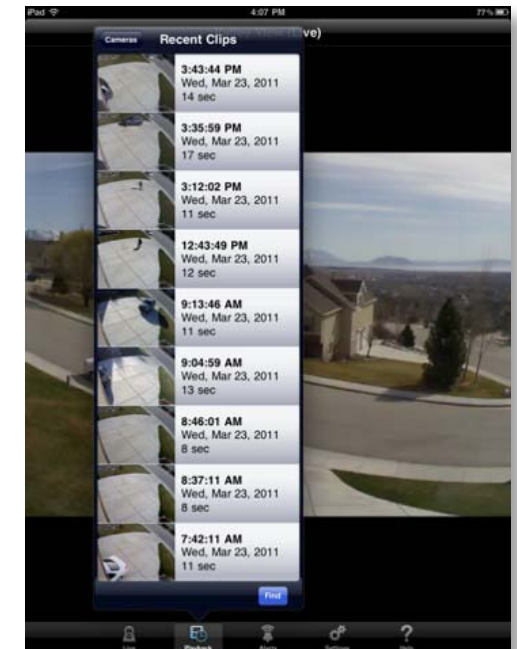 iPad
4:07 PM
77%
Cameras
Recent Clips
ve)
3:43:44 PM
Wed, Mar 23, 2011
14 sec
3:35:59 PM
Wed, Mar 23, 2011
17 sec
3:12:02 PM
Wed, Mar 23, 2011
11 sec
12:43:49 PM
Wed, Mar 23, 2011
12 sec
9:13:46 AM
Wed, Mar 23, 2011
11 sec
9:04:59 AM
Wed, Mar 23, 2011
13 sec
8:46:01 AM
Wed, Mar 23, 2011
8 sec
8:37:11 AM
Wed, Mar 23, 2011
8 sec
7:42:11 AM
Wed, Mar 23, 2011
11 sec
Find
Live
Playback
Alerts
Settings
Help